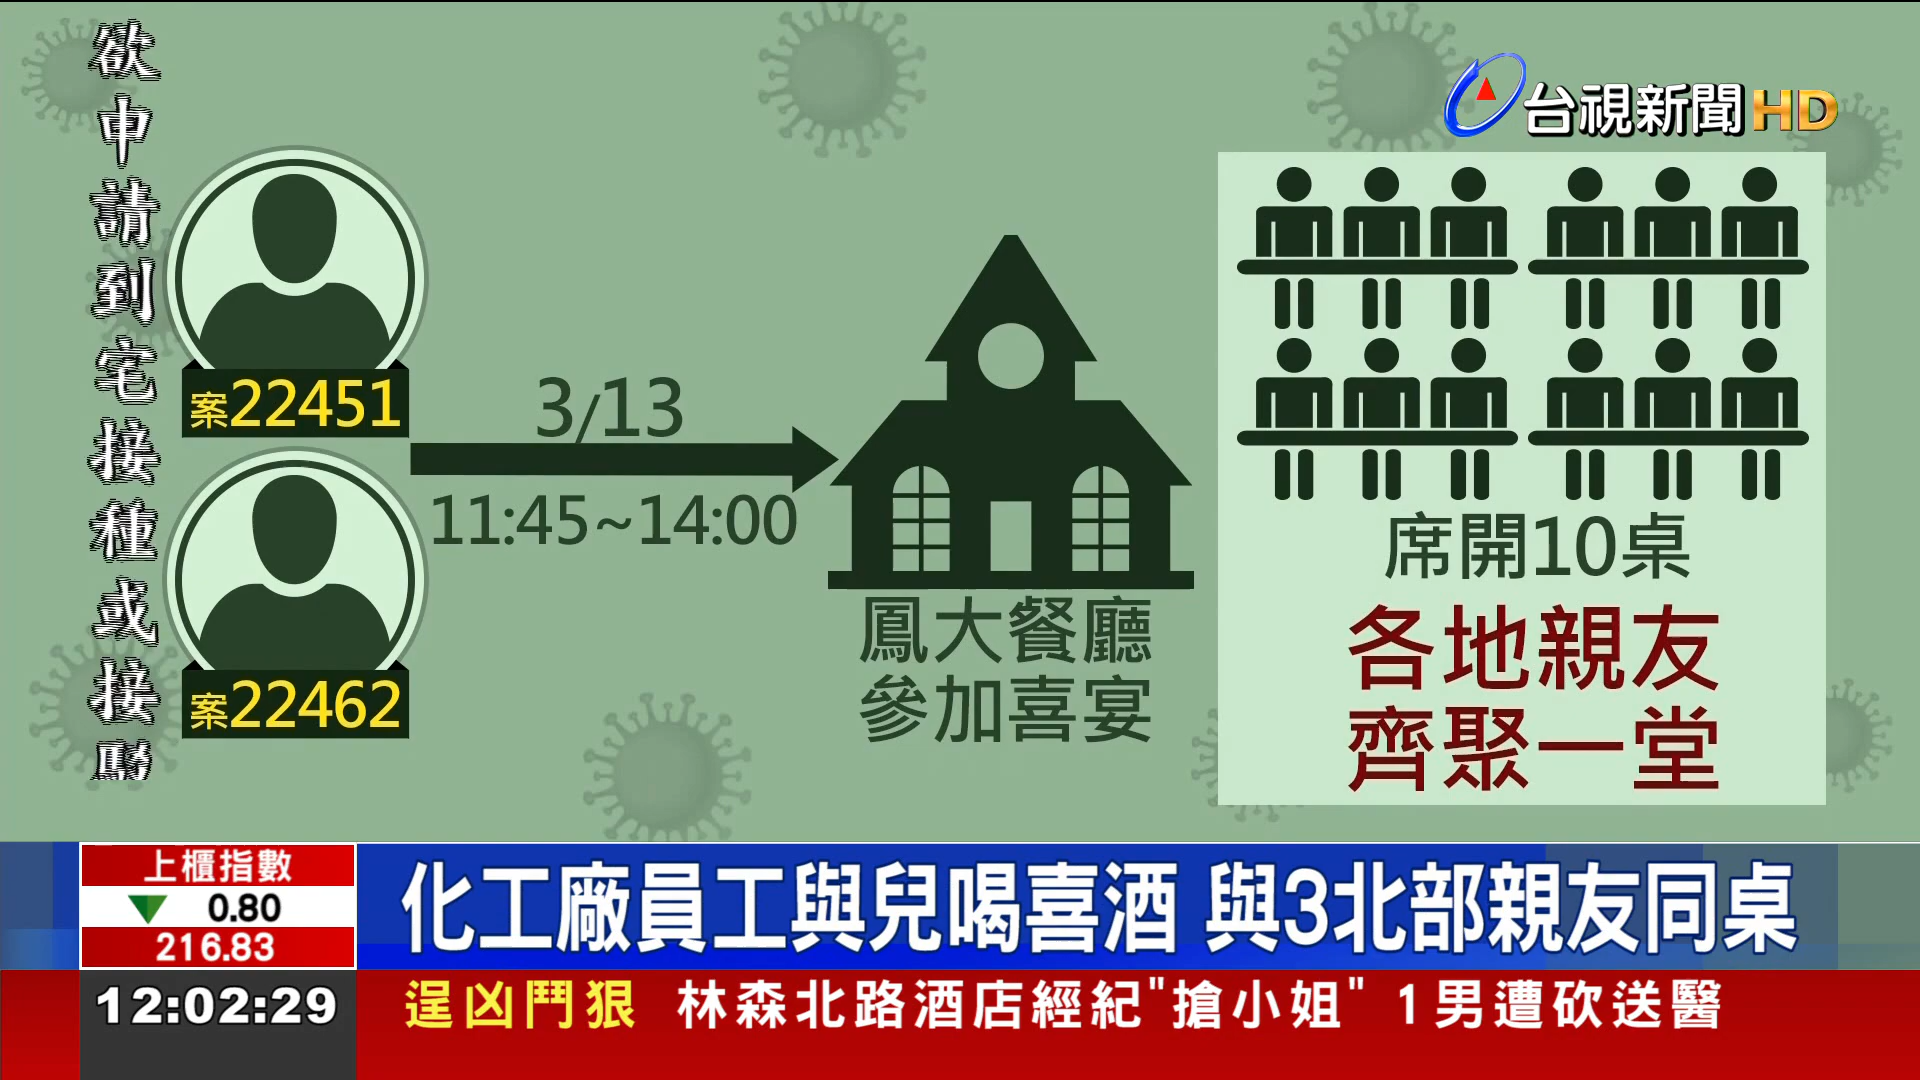 欲申請到宅接種或接
台視新聞HD
案22451
案22462
3/13
11:45~14:00
鳳大餐廳
參加喜宴
席開10桌
各地親友
齊聚一堂
上櫃指數
0.80
216.83
化工廠員工與兒喝喜酒 與3北部親友同桌
12:02:29
逞凶鬥狠 林森北路酒店經紀"搶小姐" 1男遭砍送醫